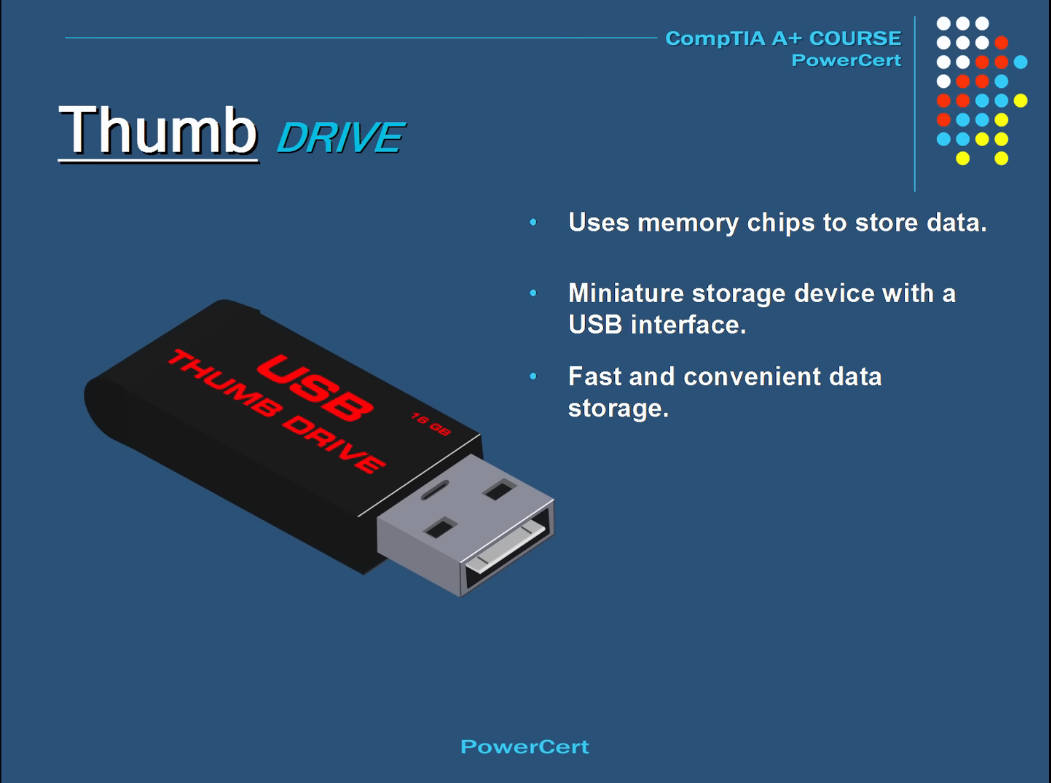 CompTIA A+ COURSE
PowerCert
Thumb DRIVE
• Uses memory chips to store data.
• Miniature storage device with a
USB interface.
• Fast and convenient data
storage.
USB
THUMB DRIVE
16 GB
PowerCert